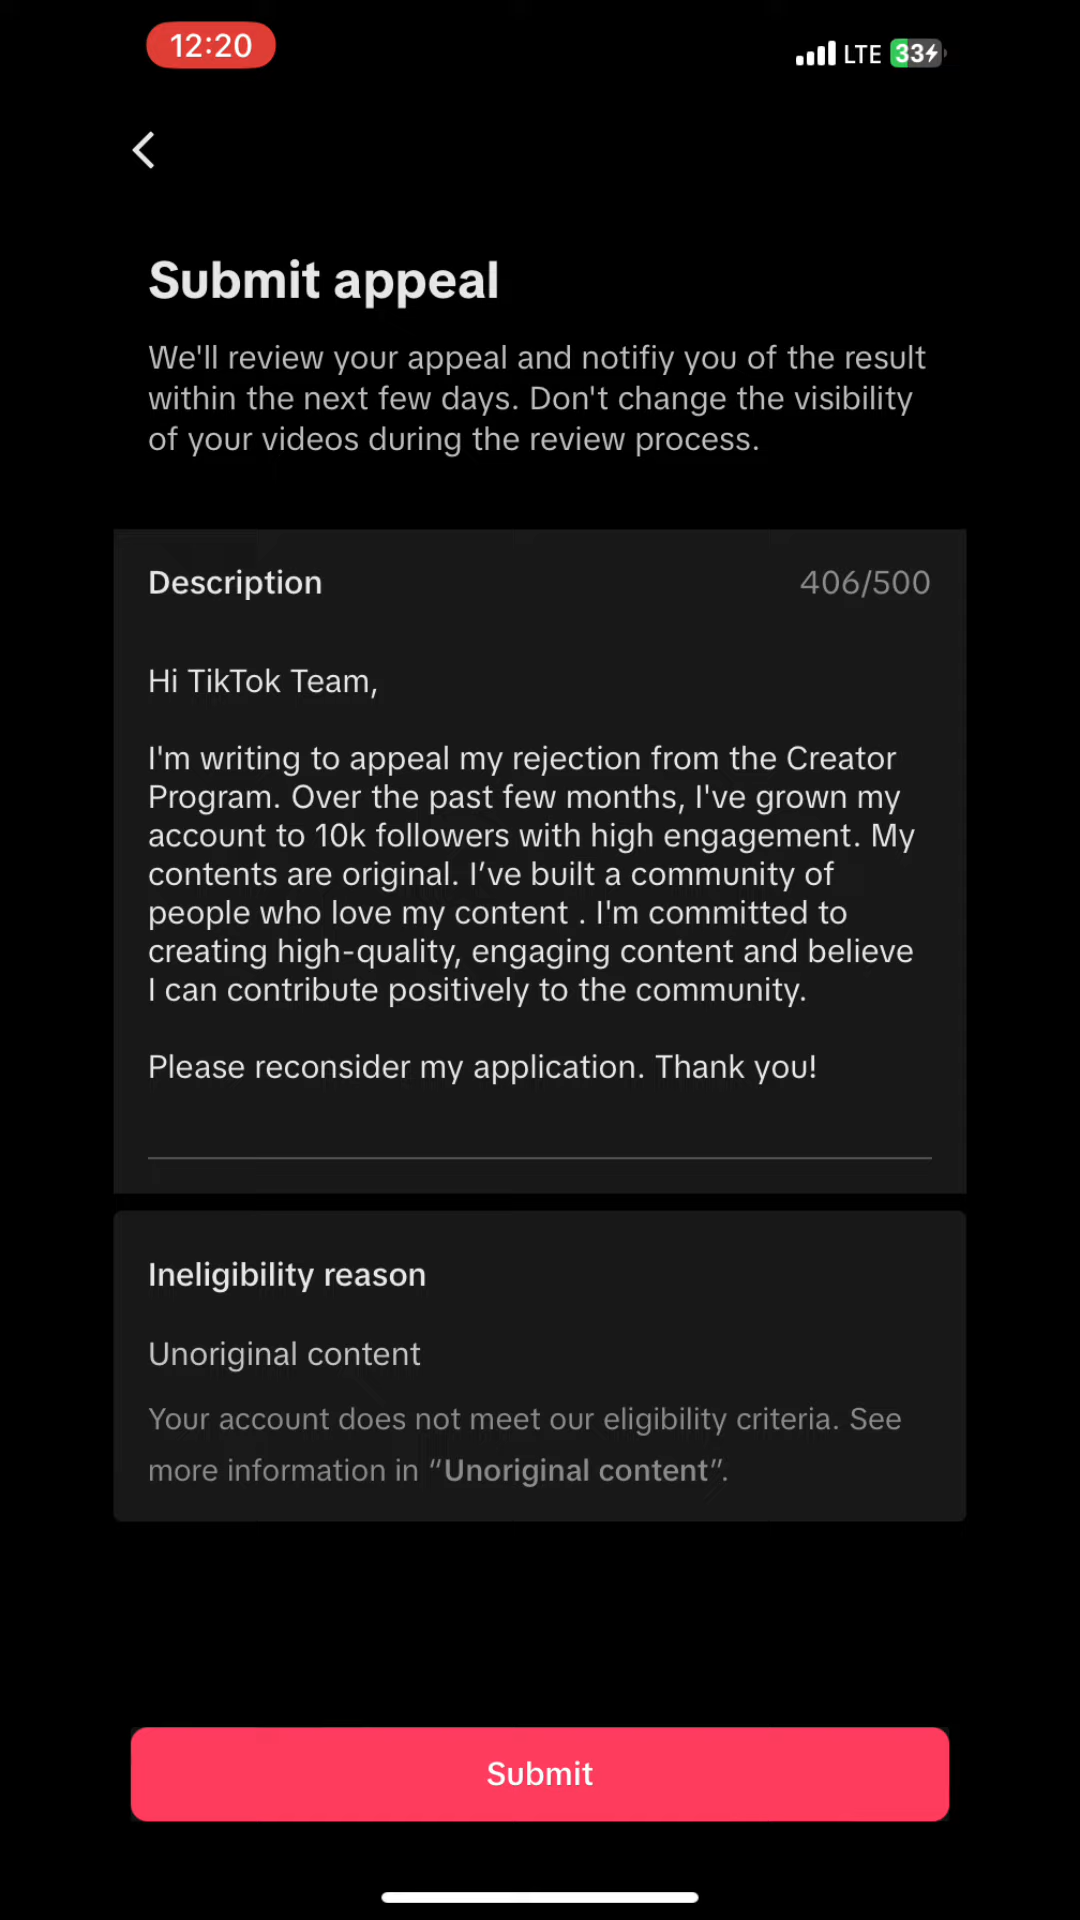 12:20
LTE 33
Submit appeal
We'll review your appeal and notifiy you of the result
within the next few days. Don't change the visibility
of your videos during the review process.
Description 406/500
Hi TikTok Team,
I'm writing to appeal my rejection from the Creator
Program. Over the past few months, I've grown my
account to 10k followers with high engagement. My
contents are original. I’ve built a community of
people who love my content . I'm committed to
creating high-quality, engaging content and believe
I can contribute positively to the community.
Please reconsider my application. Thank you!
Ineligibility reason
Unoriginal content
Your account does not meet our eligibility criteria. See
more information in “Unoriginal content”.
Submit